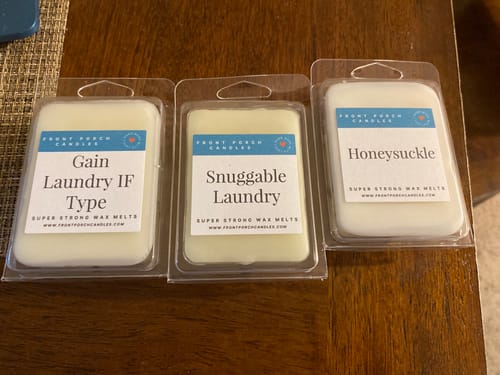 FRONT PORCH
CANDLES
Gain
Laundry IF
Type
SUPER STRONG WAX MELTS
WWW.FRONTPORCHCANDLES.COM
FRONT PORCH
CANDLES
Snuggable
Laundry
SUPER STRONG WAX MELTS
WWW.FRONTPORCHCANDLES.COM
FRONT PORCH
CANDLES
Honeysuckle
SUPER STRONG WAX MELTS
WWW.FRONTPORCHCANDLES.COM